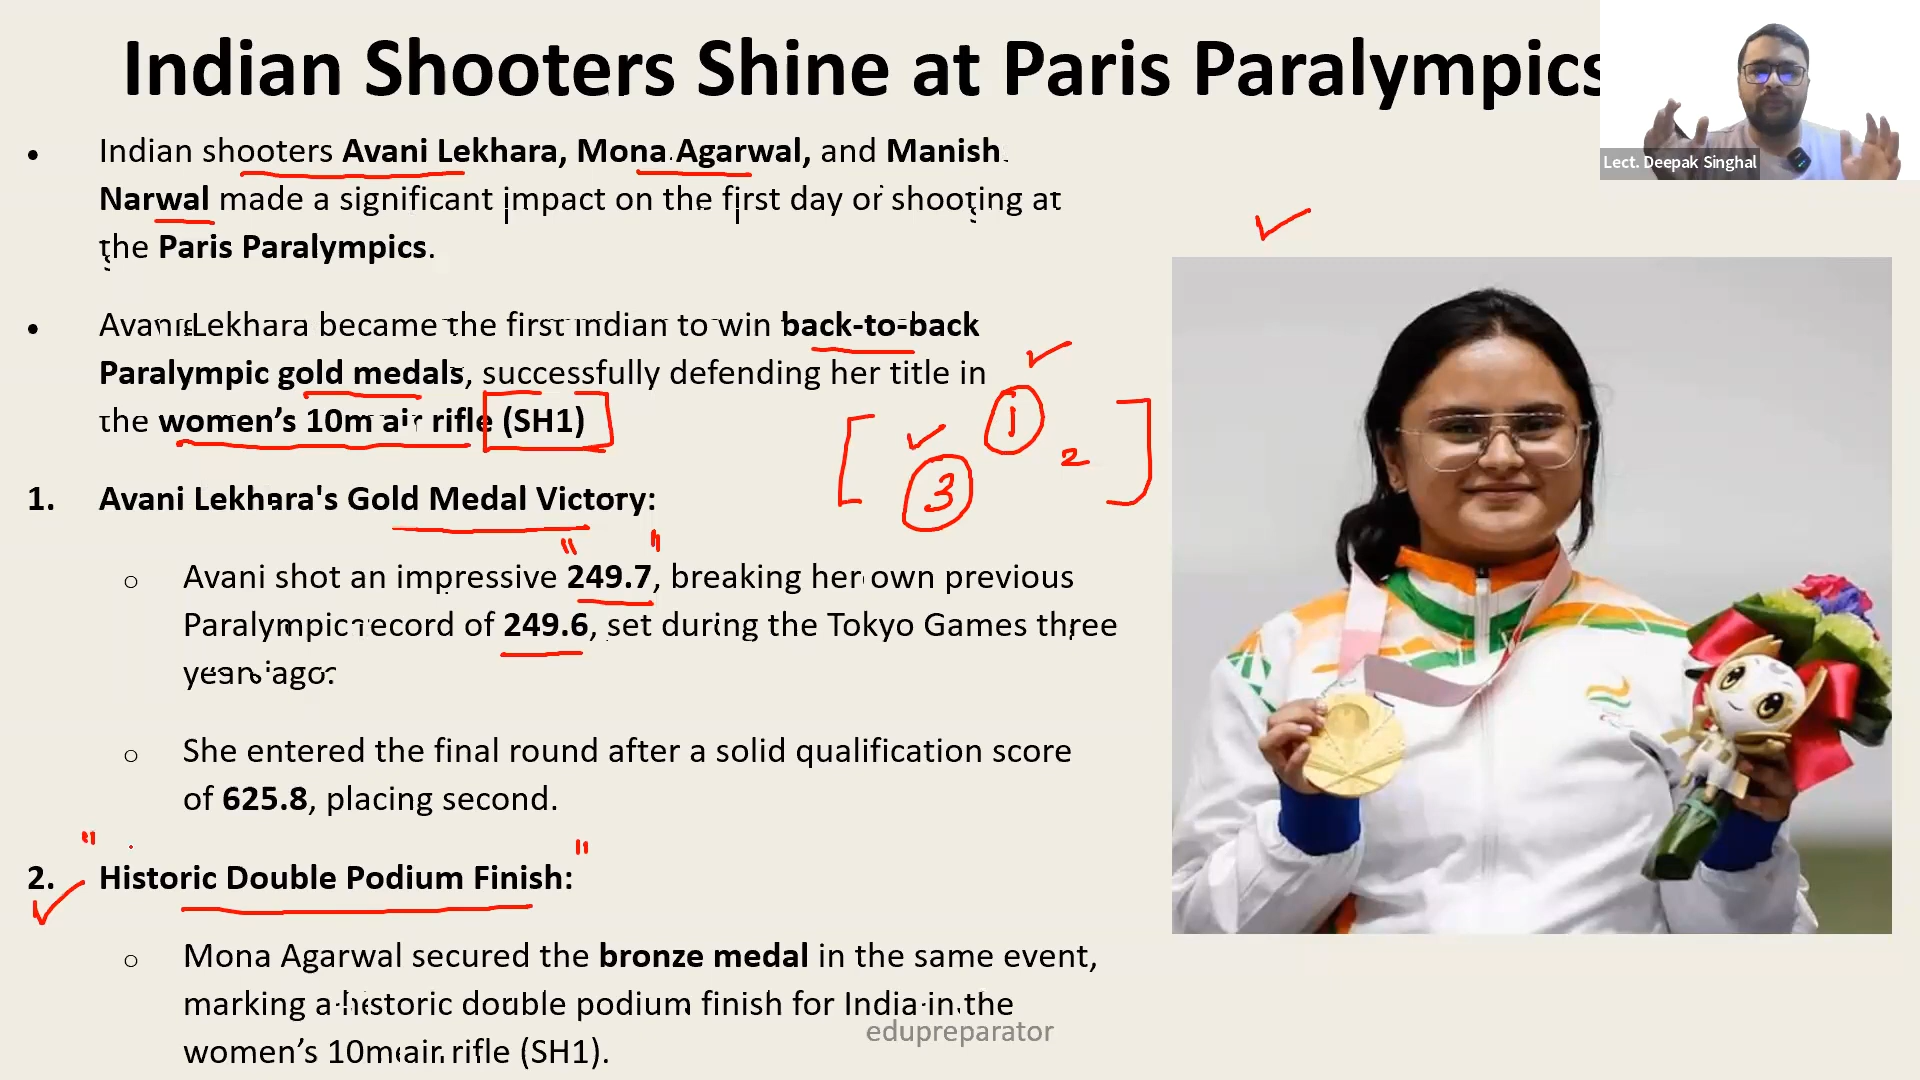 Indian Shooters Shine at Paris Paralympics
Lect. Deepak Singhal
• Indian shooters Avani Lekhara, Mona Agarwal, and Manish
Narwal made a significant impact on the first day of shooting at
the Paris Paralympics.
• Avani Lekhara became the first Indian to win back-to-back
Paralympic gold medals, successfully defending her title in
the women's 10m air rifle (SH1)
1
2
3
1. Avani Lekhara's Gold Medal Victory:
o Avani shot an impressive "249.7", breaking her own previous
Paralympic record of 249.6, set during the Tokyo Games three
years ago.
o She entered the final round after a solid qualification score
of 625.8, placing second.
2. "Historic Double Podium Finish:"
o Mona Agarwal secured the bronze medal in the same event,
marking a historic double podium finish for India in the
women's 10m air rifle (SH1).
edupreparator